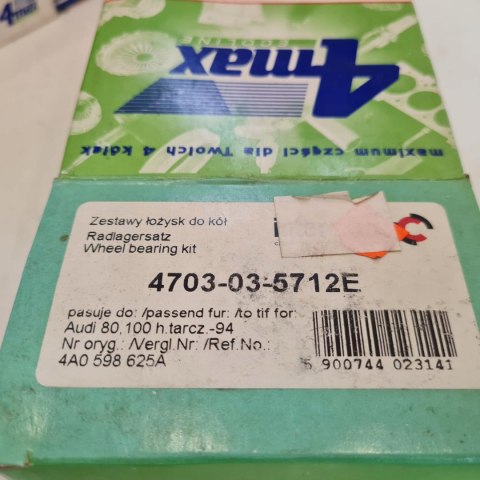 4max
4max
ECOLINE
maximum części dla Twoich 4 kółek
Zestawy łożysk do kół
Radlagersatz
Wheel bearing kit
4703-03-5712E
pasuje do: /passend fur: /to tif for:
Audi 80,100 h.tarcz.-94
Nr oryg.: /Vergl.Nr: /Ref.No.:
4A0 598 625A
5 900744 023141